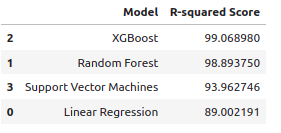 Model R-squared Score
2 XGBoost 99.068980
1 Random Forest 98.893750
3 Support Vector Machines 93.962746
0 Linear Regression 89.002191